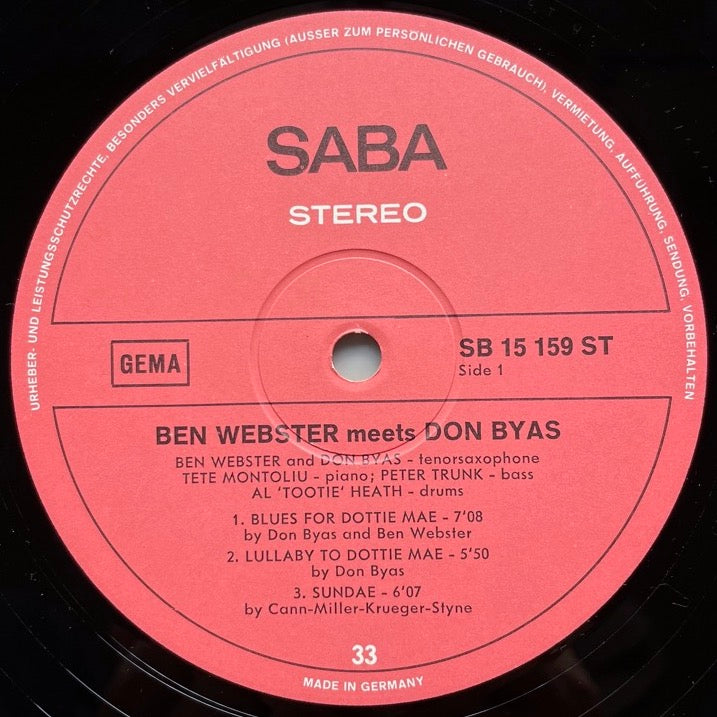 URHEBER- UND LEISTUNGSSCHUTZRECHTE, BESONDERS VERVIELFÄLTIGUNG (AUSSER ZUM PERSÖNLICHEN GEBRAUCH), VERMIETUNG, AUFFÜHRUNG, SENDUNG, VORBEHALTEN
SABA
STEREO
GEMA
SB 15 159 ST
Side 1
BEN WEBSTER meets DON BYAS
BEN WEBSTER and DON BYAS - tenorsaxophone
TETE MONTOLIU - piano; PETER TRUNK - bass
AL 'TOOTIE' HEATH - drums
1. BLUES FOR DOTTIE MAE - 7'08
by Don Byas and Ben Webster
2. LULLABY TO DOTTIE MAE - 5'50
by Don Byas
3. SUNDAE - 6'07
by Cann-Miller-Krueger-Styne
33
MADE IN GERMANY